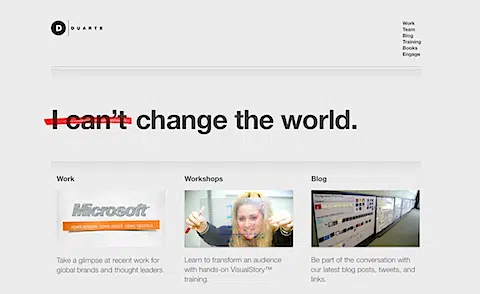 D DUARTE
Work
Team
Blog
Training
Books
Engage
I can't change the world.
Work
Workshops
Blog
Microsoft
Take a glimpse at recent work for
global brands and thought leaders.
Learn to transform an audience
with hands-on VisualStory™
training.
Be part of the conversation with
our latest blog posts, tweets, and
links.